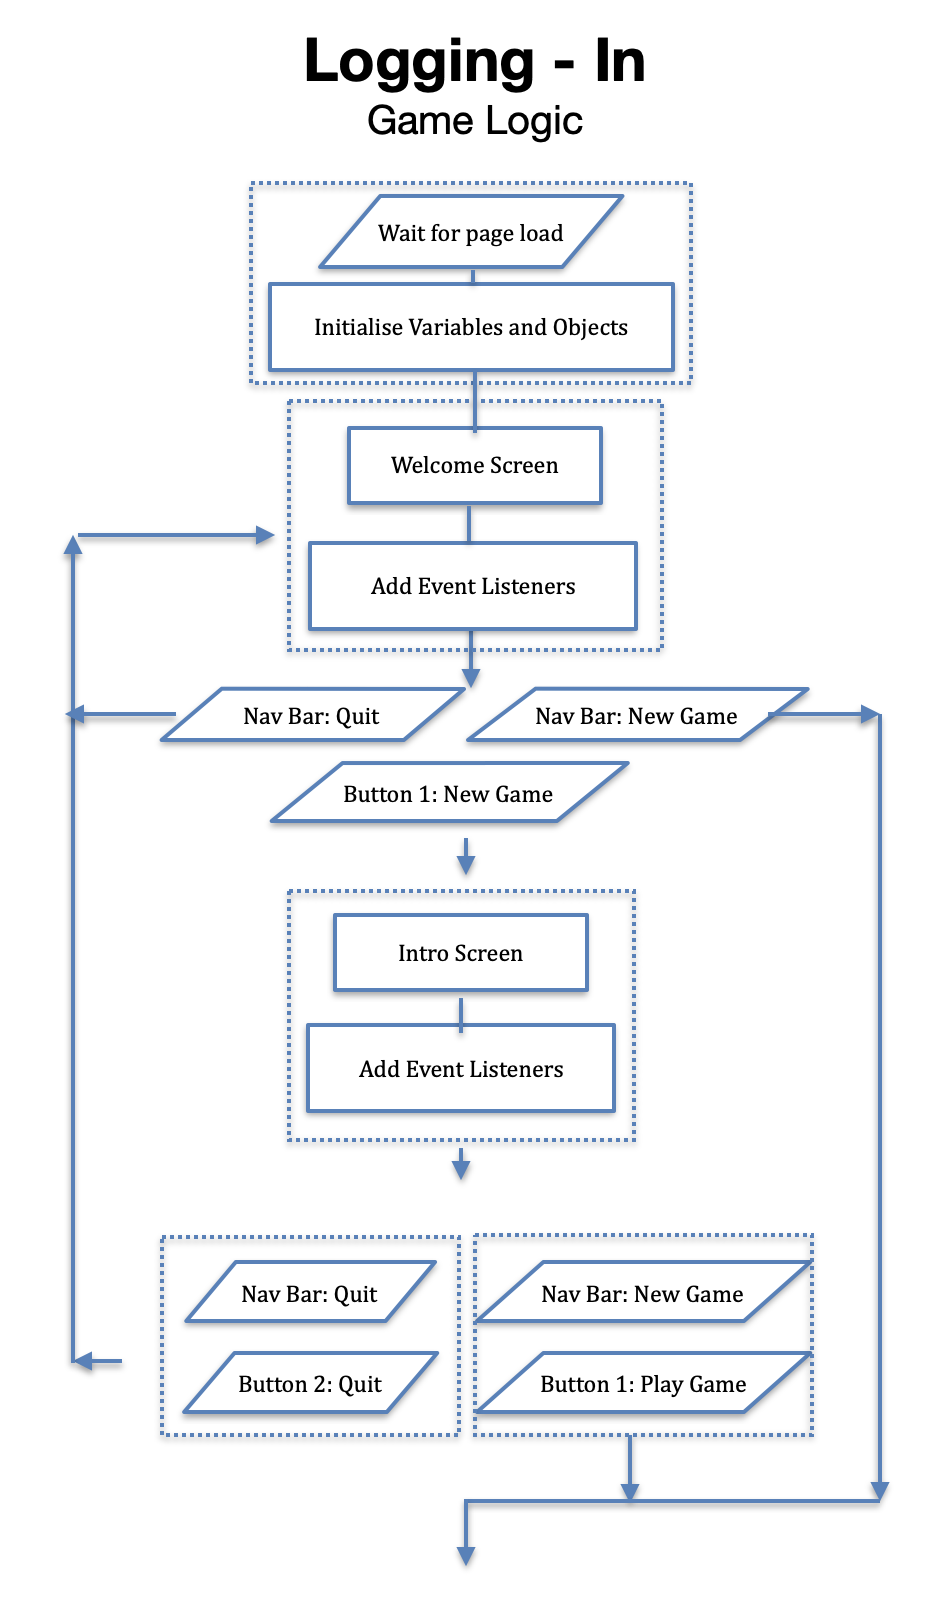 Logging - In
Game Logic
Wait for page load
Initialise Variables and Objects
Welcome Screen
Add Event Listeners
Nav Bar: Quit
Nav Bar: New Game
Button 1: New Game
Intro Screen
Add Event Listeners
Nav Bar: Quit
Nav Bar: New Game
Button 2: Quit
Button 1: Play Game